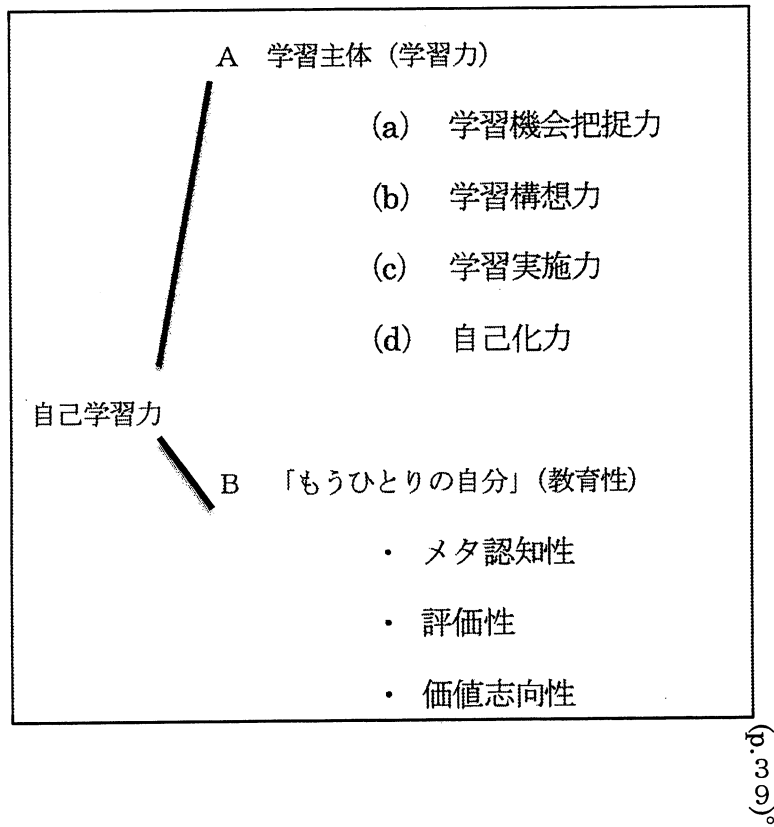 A 学習主体（学習力）
(a) 学習機会把捉力
(b) 学習構想力
(c) 学習実施力
(d) 自己化力
自己学習力
B 「もうひとりの自分」（教育性）
・ メタ認知性
・ 評価性
・ 価値志向性
(p.39)。